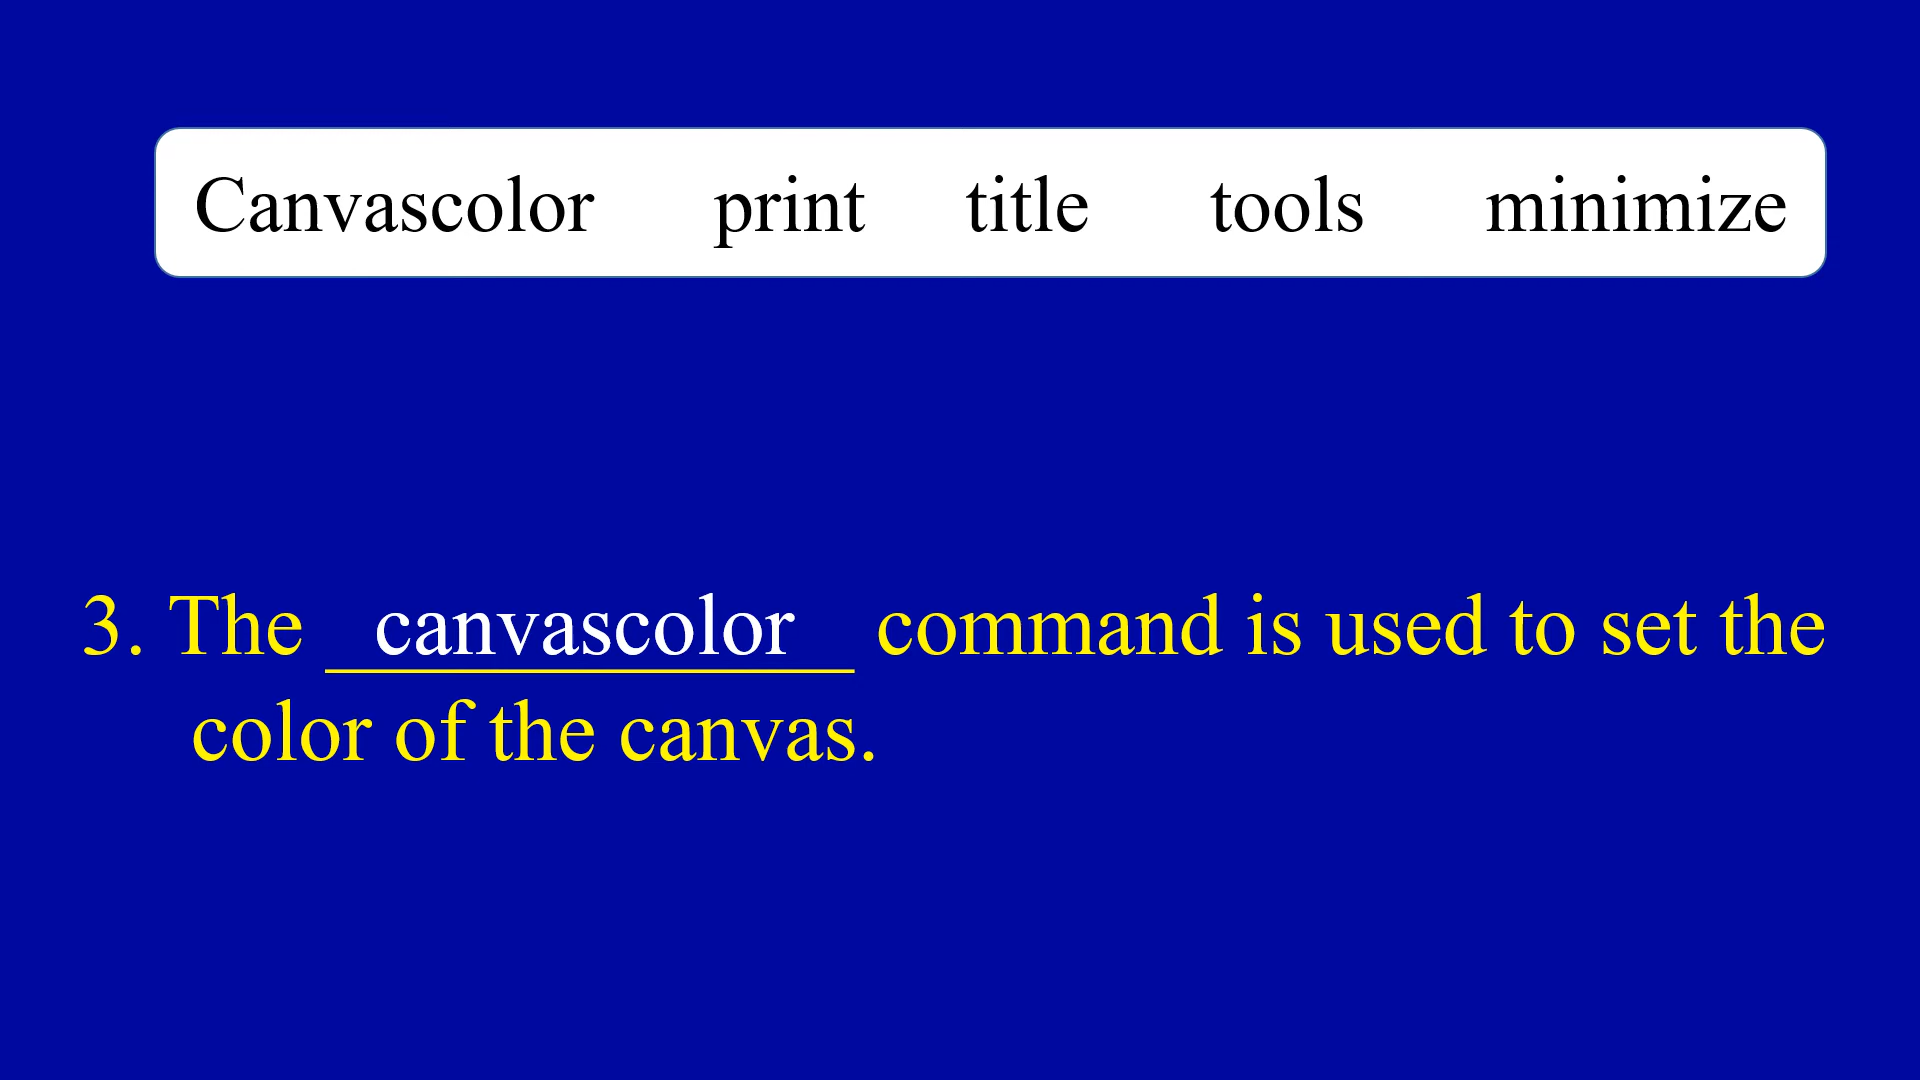 Canvascolor print title tools minimize
3. The canvascolor command is used to set the
color of the canvas.